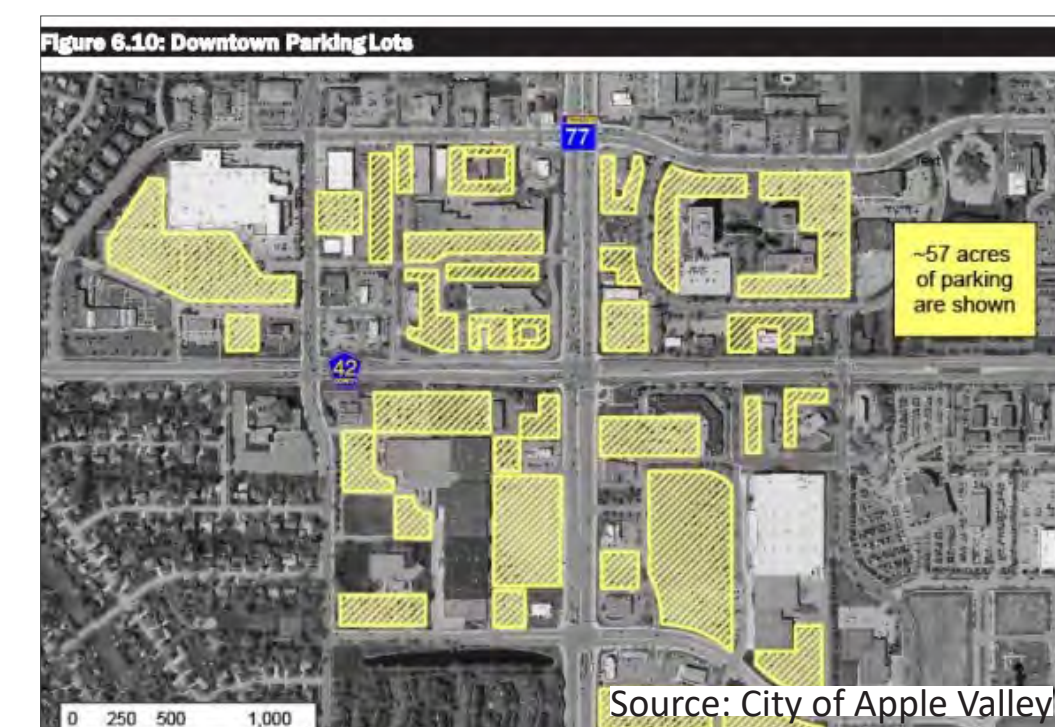 Figure 6.10: Downtown Parking Lots
77
~57 acres
of parking
are shown
42
0 250 500 1,000
Source: City of Apple Valley